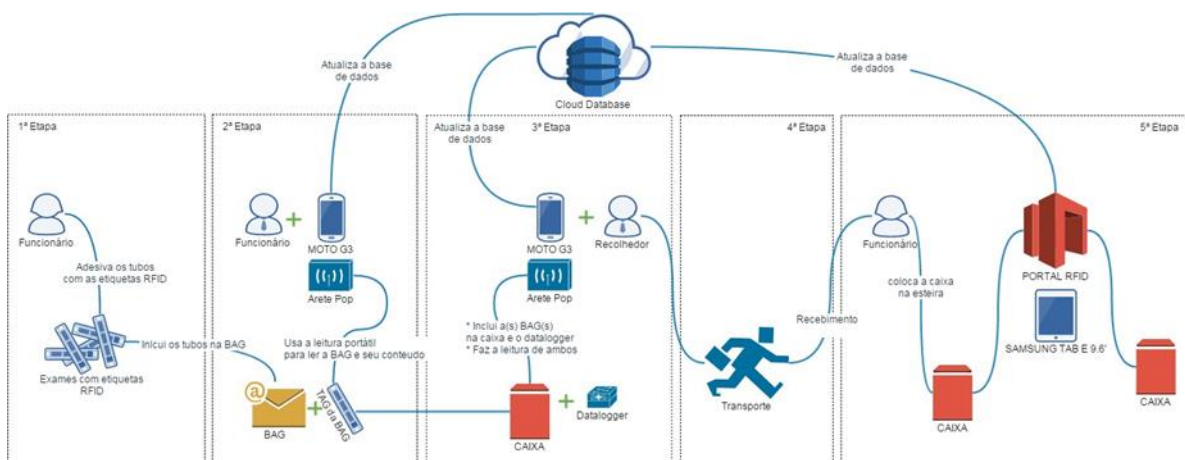 Atualiza a base
de dados
Cloud Database
Atualiza a base
de dados
1ª Etapa
2ª Etapa
Atualiza a base
de dados
3ª Etapa
4ª Etapa
5ª Etapa
Funcionário
Adesiva os tubos
com as etiquetas RFID
Exames com etiquetas
RFID
Inícui os tubos na BAG
Funcionário
MOTO G3
Arete Pop
Usa a leitura portátil
para ler a BAG e seu conteudo
@
BAG
TAG da BAG
MOTO G3
Recolhedor
Arete Pop
* Inclui a(s) BAG(s)
na caixa e o datalogger
* Faz a leitura de ambos
CAIXA
Datalogger
Transporte
Recebimento
Funcionário
coloca a caixa
na esteira
CAIXA
PORTAL RFID
SAMSUNG TAB E 9.6'
CAIXA